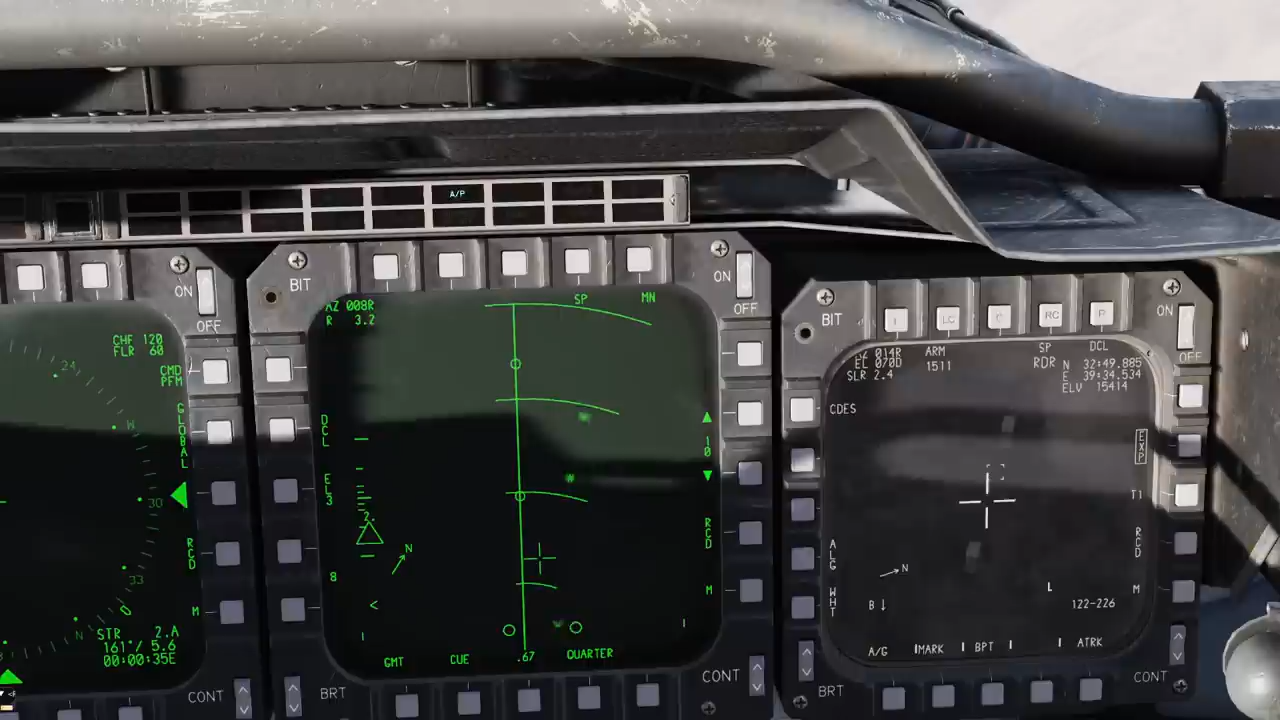 A/P
ON
OFF
CHF 120
FLR 60
CMD
PFM
GLOBAL
24
W
30
33
N
RCD
M
STR 2.A
161°/ 5.6
00:00:35E
CONT
BIT
ON
OFF
AZ 008R
R 3.2
SP
MN
DCL
EL
3
2.
N
8
<
10
RCD
M
W
GMT
CUE
.67
QUARTER
BRT
CONT
BIT
ON
OFF
LC
C
RC
R
EL 070D
SLR 2.4
ARM
1511
SP
RDR
DCL
N 32:49.885
E 39:34.534
ELV 15414
CDES
EXP
T1
RCD
M
ALG
WHT
N
B↓
L
122-226
A/G
MARK
BPT
ATRK
BRT
CONT